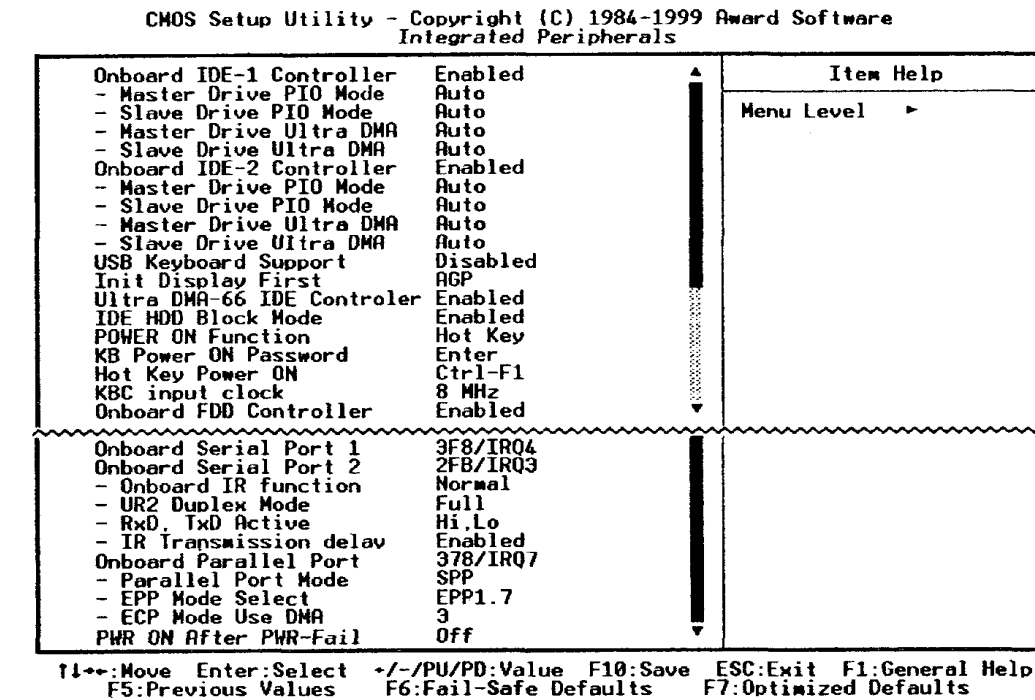 CMOS Setup Utility - Copyright (C) 1984-1999 Award Software
Integrated Peripherals
Onboard IDE-1 Controller Enabled
- Master Drive PIO Mode Auto
- Slave Drive PIO Mode Auto
- Master Drive Ultra DMA Auto
- Slave Drive Ultra DMA Auto
Onboard IDE-2 Controller Enabled
- Master Drive PIO Mode Auto
- Slave Drive PIO Mode Auto
- Master Drive Ultra DMA Auto
- Slave Drive UItra DMA Auto
USB Keyboard Support Disabled
Init Display First AGP
Ultra DMA-66 IDE Controler Enabled
IDE HDD Block Mode Enabled
POWER ON Function Hot Key
KB Power ON Password Enter
Hot Key Power ON Ctrl-F1
KBC input clock 8 MHz
Onboard FDD Controller Enabled
Onboard Serial Port 1 3F8/IRQ4
Onboard Serial Port 2 2FB/IRQ3
- Onboard IR function Normal
- UR2 Duplex Mode Full
- RxD, TxD Active Hi,Lo
- IR Transmission delay Enabled
Onboard Parallel Port 378/IRQ7
- Parallel Port Mode SPP
- EPP Mode Select EPP1.7
- ECP Mode Use DMA 3
PWR ON After PWR-Fail Off
Item Help
Menu Level ►
↑↓→←:Move Enter:Select +/-/PU/PD:Value F10:Save ESC:Exit F1:General Help
F5:Previous Values F6:Fail-Safe Defaults F7:Optimized Defaults